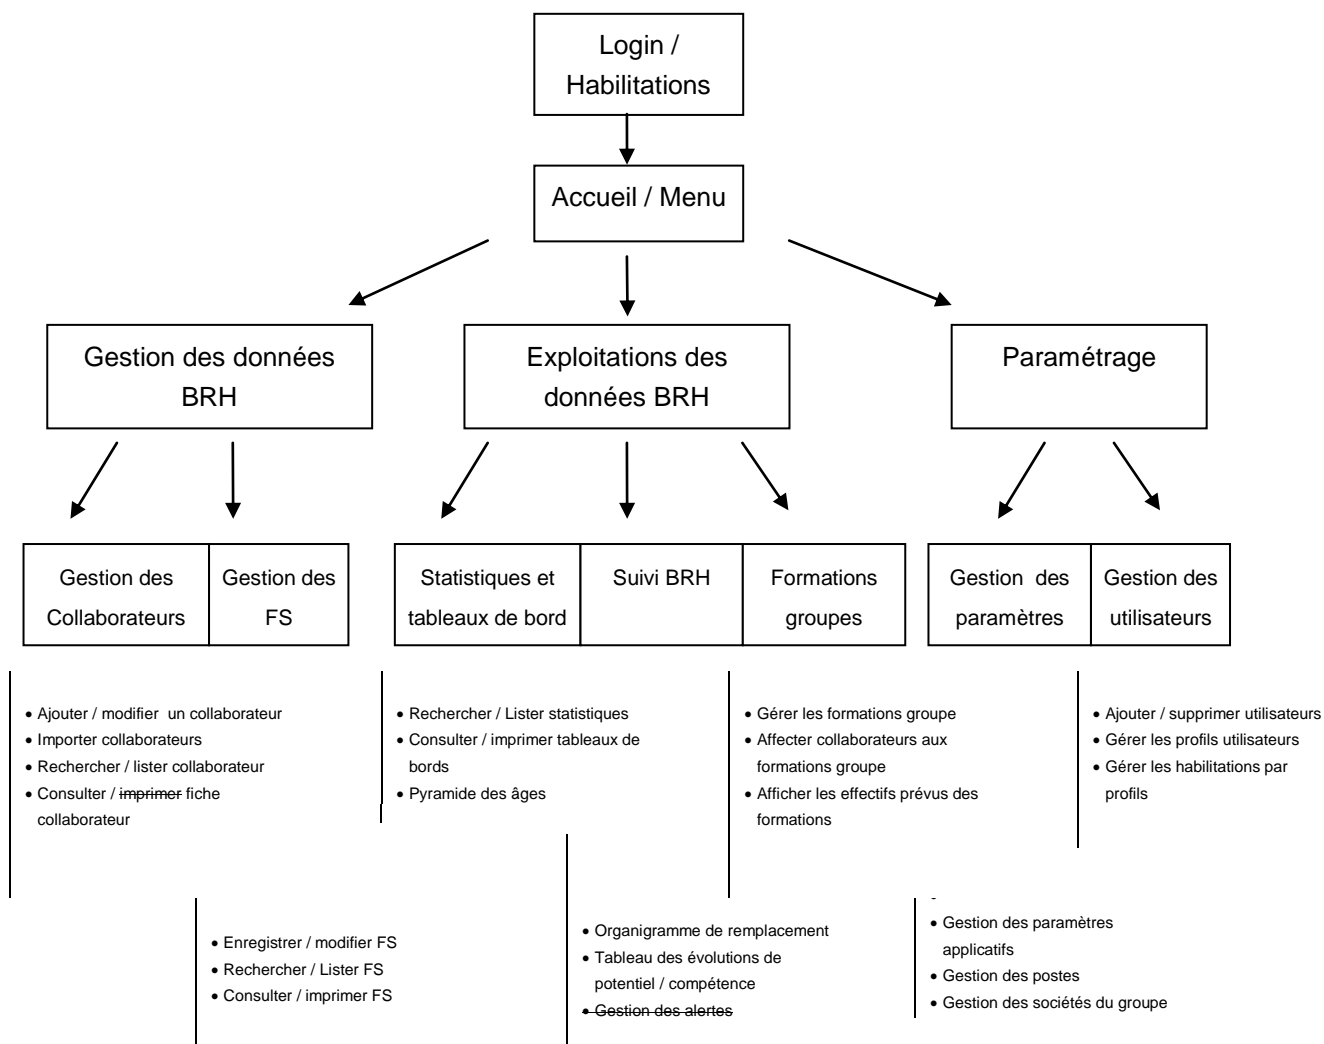 Login /
Habilitations
Accueil / Menu
Gestion des données
BRH
Exploitations des
données BRH
Paramétrage
Gestion des
Collaborateurs
Gestion des
FS
Statistiques et
tableaux de bord
Suivi BRH
Formations
groupes
Gestion  des
paramètres
Gestion des
utilisateurs
• Ajouter / modifier  un collaborateur
• Importer collaborateurs
• Rechercher / lister collaborateur
• Consulter / imprimer fiche
collaborateur
• Rechercher / Lister statistiques
• Consulter / imprimer tableaux de
bords
• Pyramide des âges
• Gérer les formations groupe
• Affecter collaborateurs aux
formations groupe
• Afficher les effectifs prévus des
formations
• Ajouter / supprimer utilisateurs
• Gérer les profils utilisateurs
• Gérer les habilitations par
profils
• Enregistrer / modifier FS
• Rechercher / Lister FS
• Consulter / imprimer FS
• Organigramme de remplacement
• Tableau des évolutions de
potentiel / compétence
• Gestion des alertes
• Gestion des paramètres
applicatifs
• Gestion des postes
• Gestion des sociétés du groupe